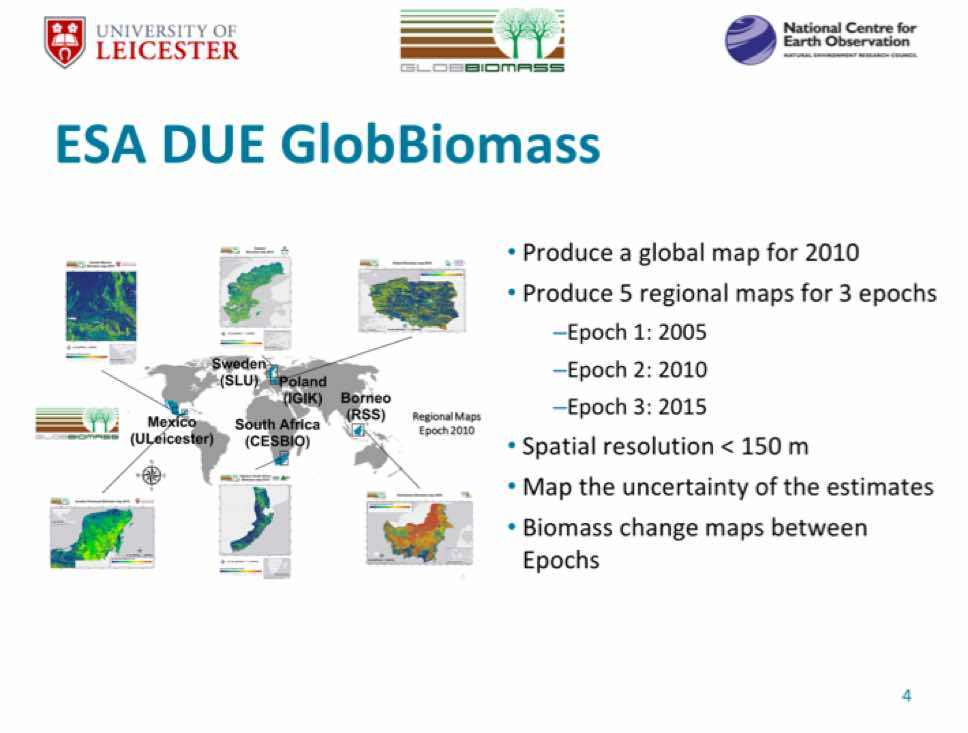 UNIVERSITY OF
LEICESTER
GLOBBIOMASS
National Centre for
Earth Observation
NATURAL ENVIRONMENT RESEARCH COUNCIL
ESA DUE GlobBiomass
• Produce a global map for 2010
• Produce 5 regional maps for 3 epochs
–Epoch 1: 2005
–Epoch 2: 2010
–Epoch 3: 2015
• Spatial resolution < 150 m
• Map the uncertainty of the estimates
• Biomass change maps between
Epochs
Sweden
(SLU)
Poland
(IGIK)
Borneo
(RSS)
Mexico
(ULeicester)
South Africa
(CESBIO)
Regional Maps
Epoch 2010
GLOBBIOMASS
4